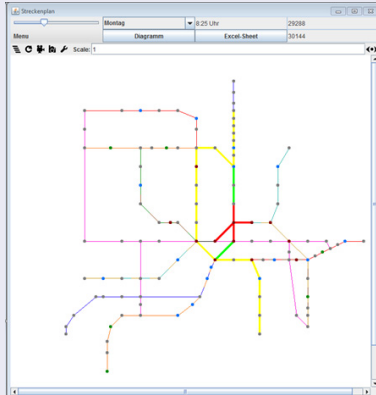 Streckenplan
Montag 8:25 Uhr 29288
Menu Diagramm Excel-Sheet 30144
Scale: 1